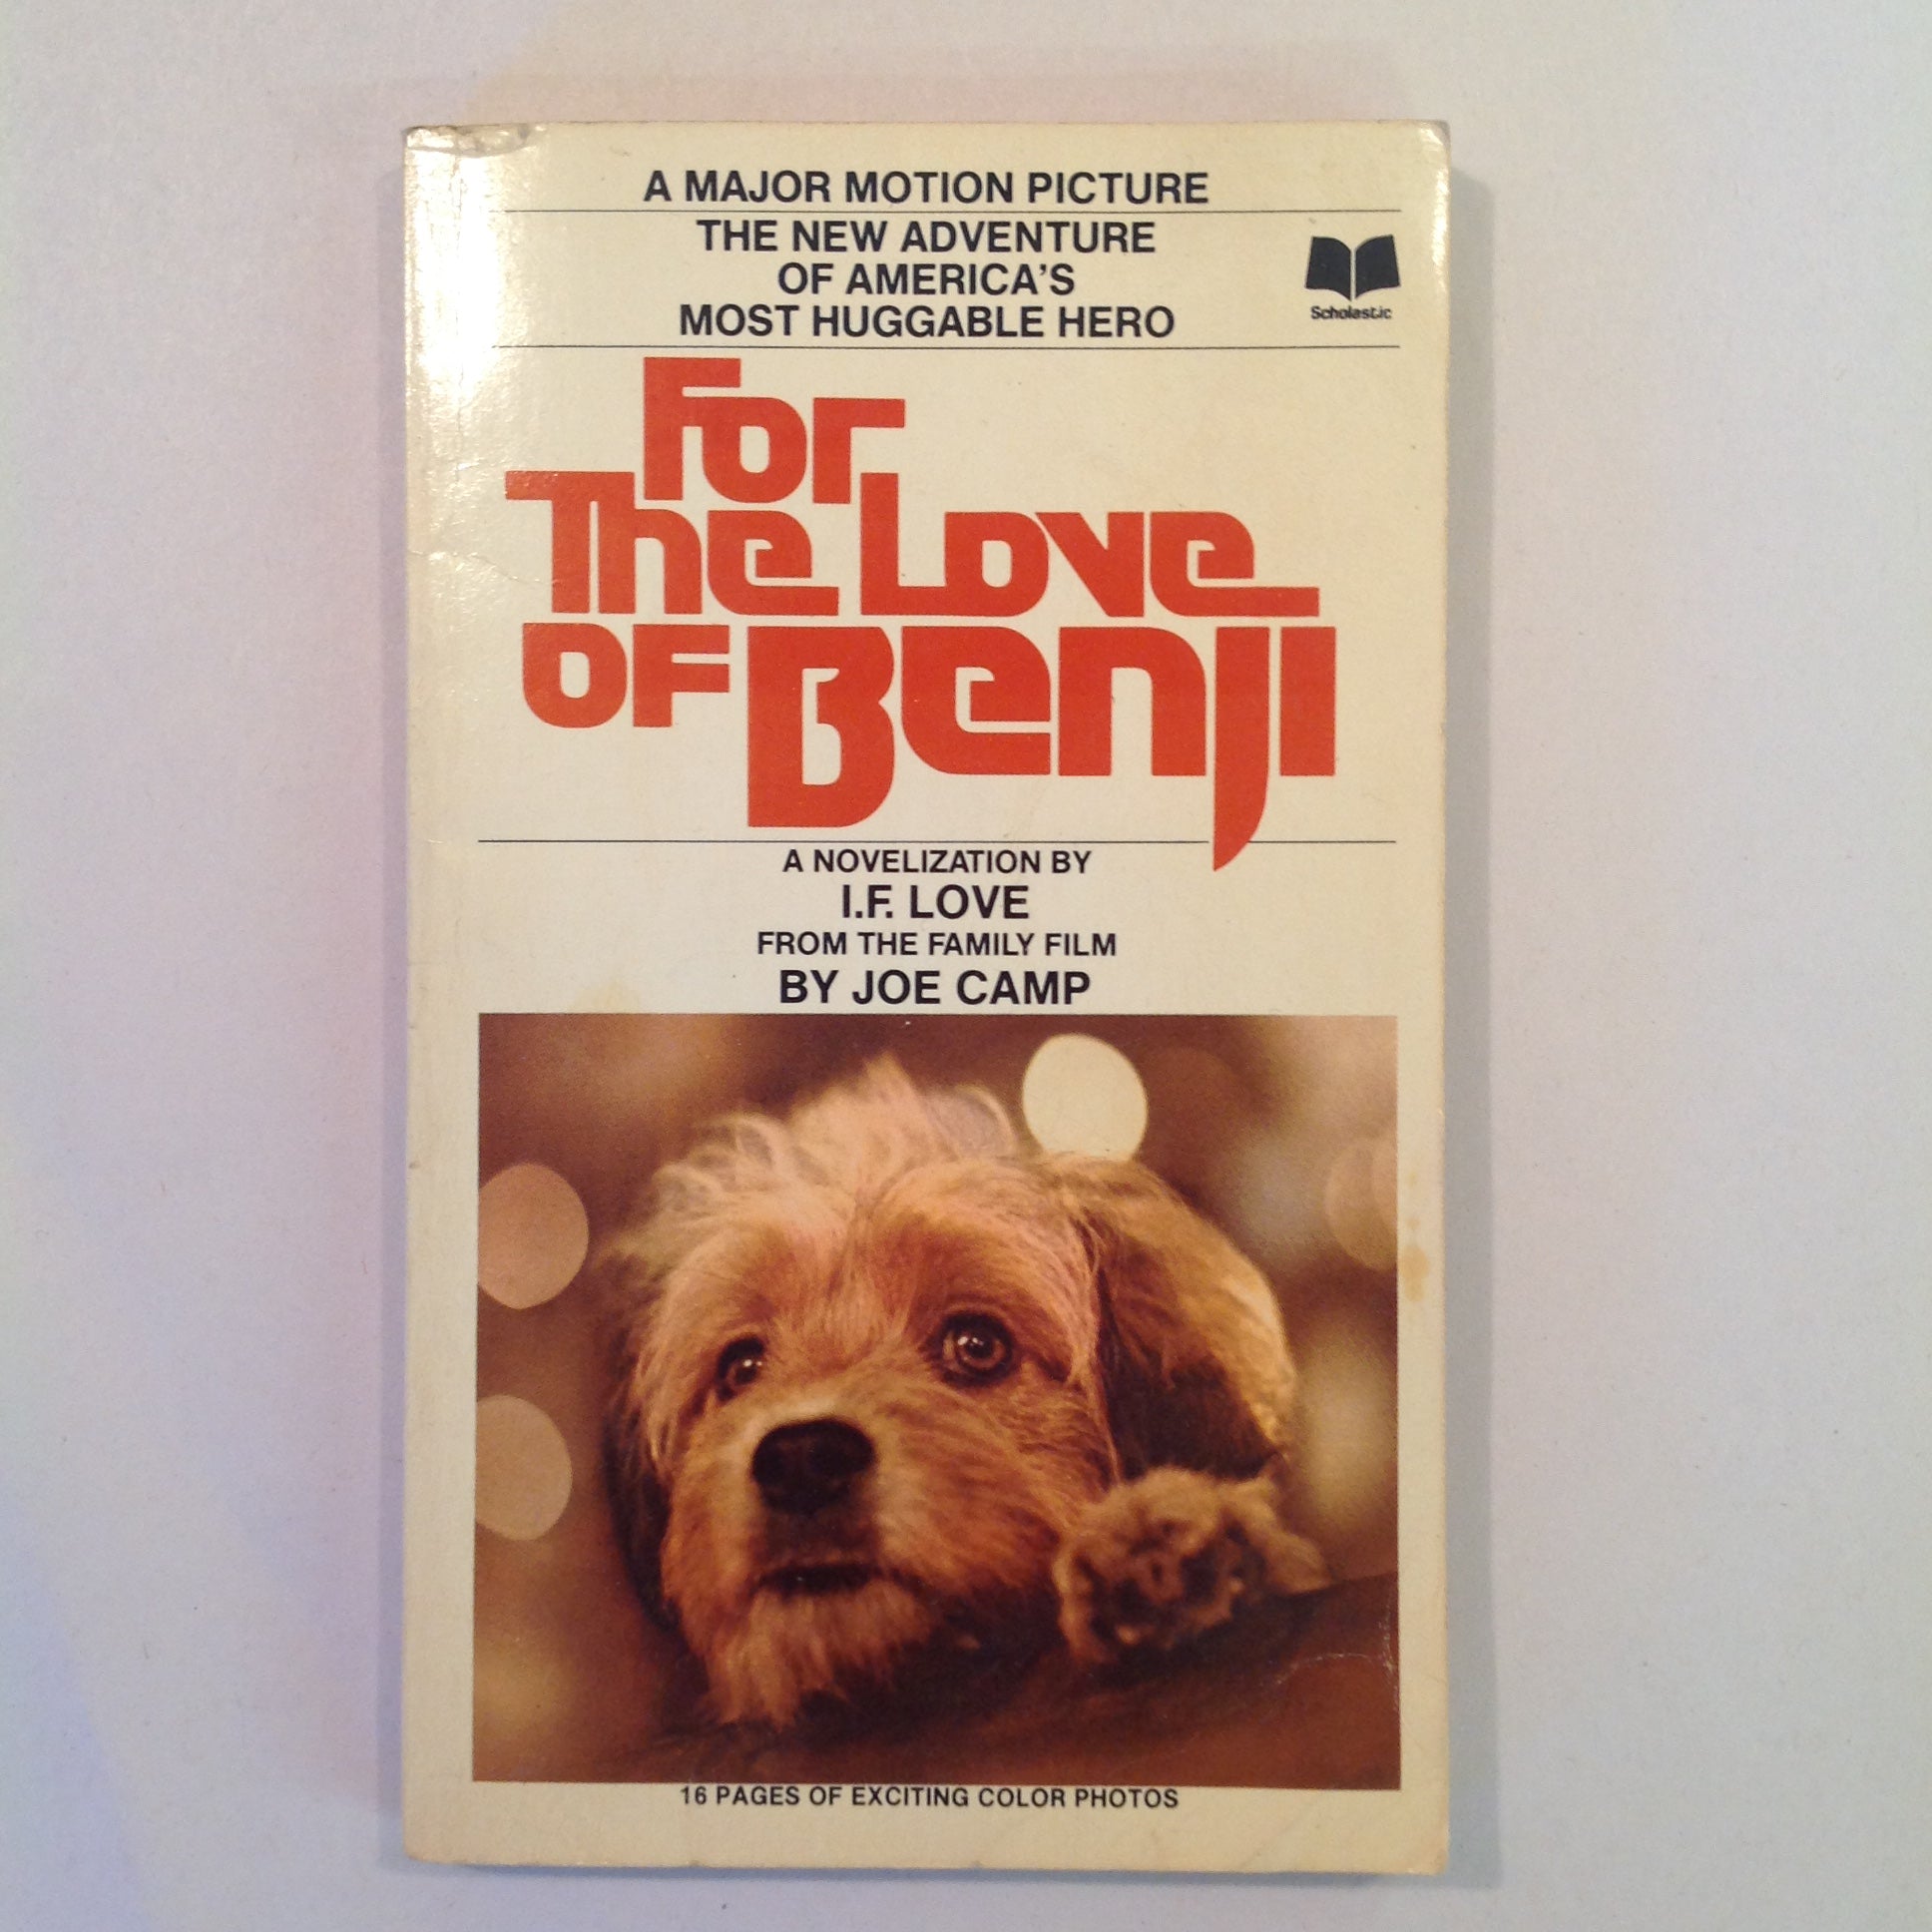 A MAJOR MOTION PICTURE
THE NEW ADVENTURE
OF AMERICA'S
MOST HUGGABLE HERO
Scholastic
For
The Love
OF Benji
A NOVELIZATION BY
I.F. LOVE
FROM THE FAMILY FILM
BY JOE CAMP
16 PAGES OF EXCITING COLOR PHOTOS